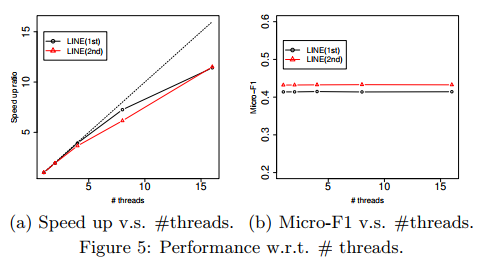 LINE(1st)
LINE(2nd)
Speed up ratio
15
10
5
5
10
15
# threads
LINE(1st)
LINE(2nd)
Micro-F1
0.6
0.5
0.4
0.3
0.2
5
10
15
# threads
(a) Speed up v.s. #threads. (b) Micro-F1 v.s. #threads.
Figure 5: Performance w.r.t. # threads.